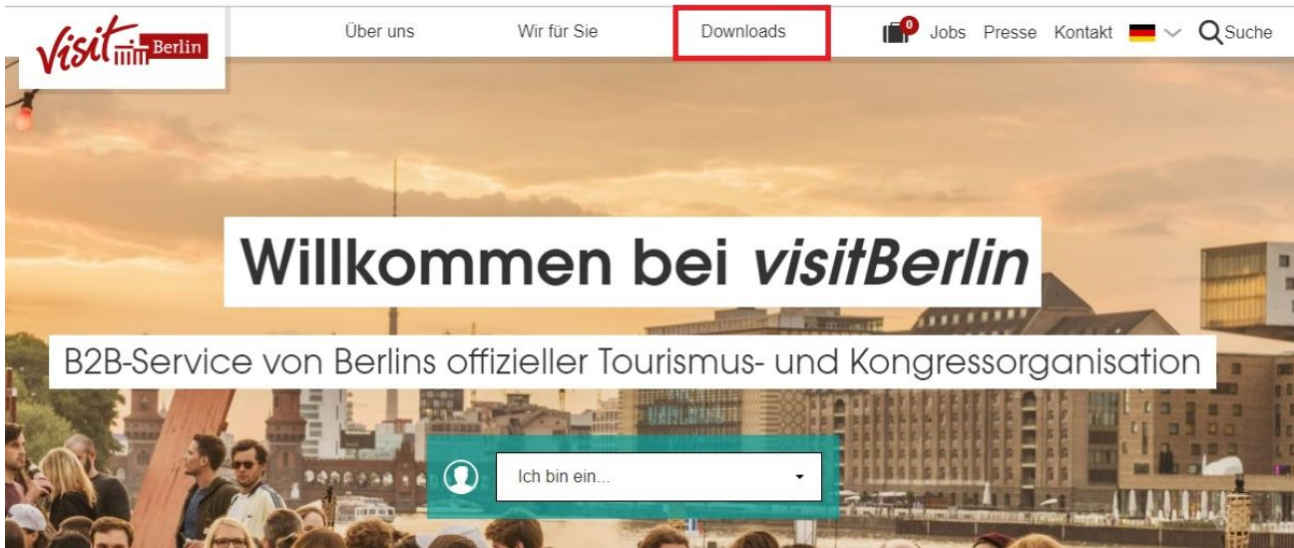 visit Berlin
Über uns
Wir für Sie
Downloads
0
Jobs
Presse
Kontakt
Suche
Willkommen bei visitBerlin
B2B-Service von Berlins offizieller Tourismus- und Kongressorganisation
Ich bin ein...